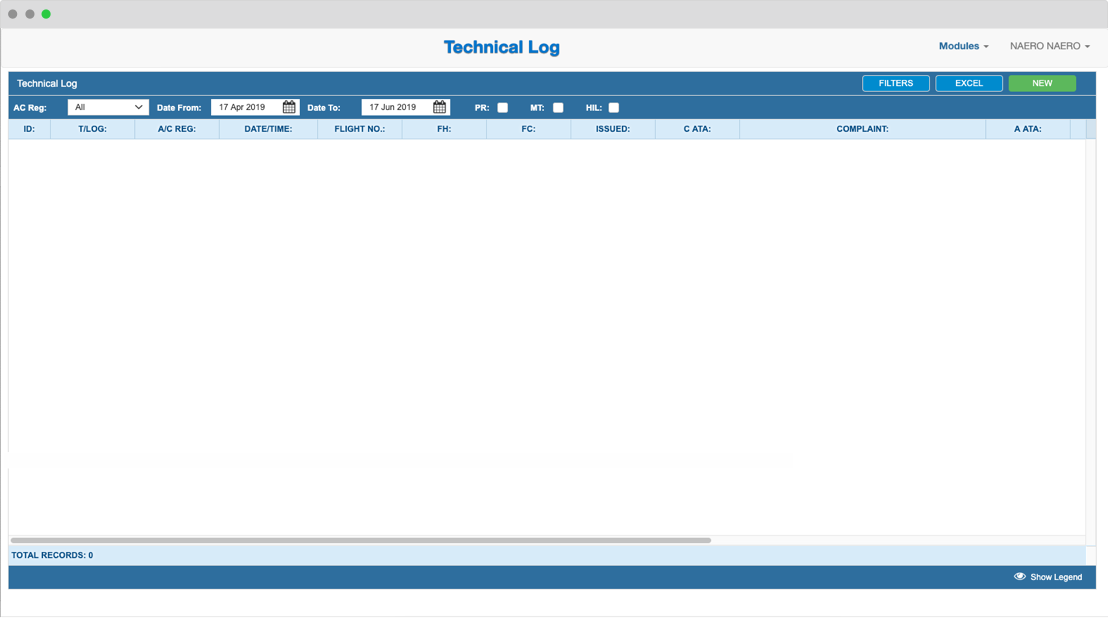 Technical Log
Modules NAERO NAERO
Technical Log FILTERS EXCEL NEW
AC Reg: All Date From: 17 Apr 2019 Date To: 17 Jun 2019 PR: MT: HIL:
ID: T/LOG: A/C REG: DATE/TIME: FLIGHT NO.: FH: FC: ISSUED: C ATA: COMPLAINT: A ATA:
TOTAL RECORDS: 0
Show Legend